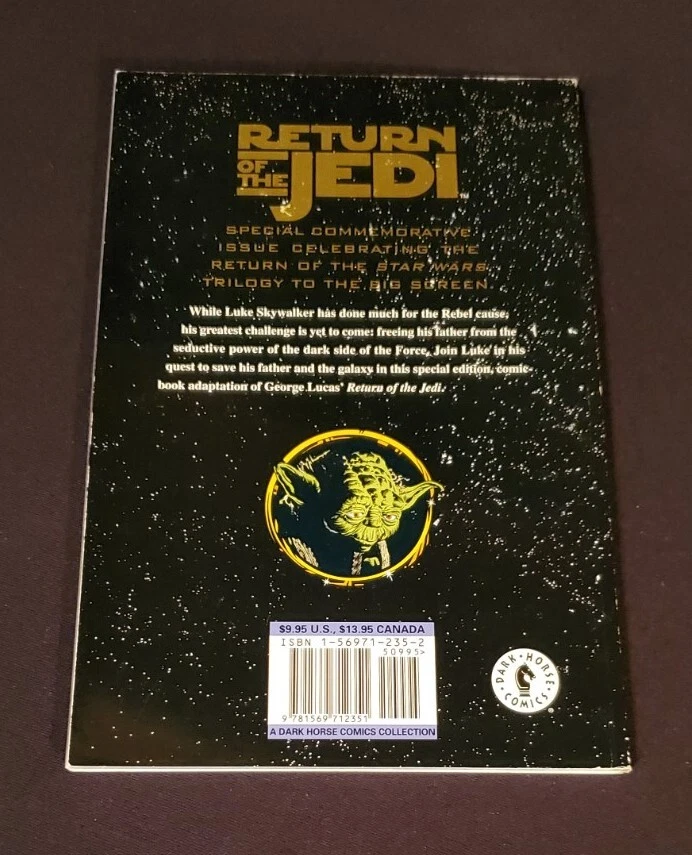 RETURN
OF THE JEDI™
SPECIAL COMMEMORATIVE
ISSUE CELEBRATING THE
RETURN OF THE STAR WARS
TRILOGY TO THE BIG SCREEN
While Luke Skywalker has done much for the Rebel cause,
his greatest challenge is yet to come: freeing his father from the
seductive power of the dark side of the Force. Join Luke in his
quest to save his father and the galaxy in this special edition, comic
book adaptation of George Lucas' Return of the Jedi.
$9.95 U.S., $13.95 CANADA
ISBN 1-56971-235-2
50995>
9 781569 712351
A DARK HORSE COMICS COLLECTION
DARK HORSE COMICS®